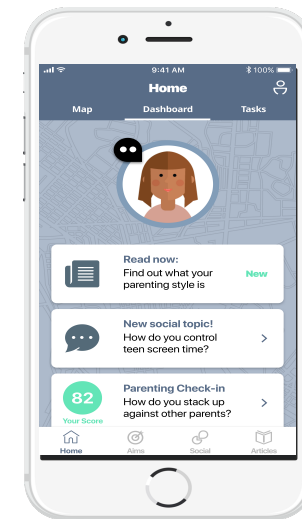 9:41 AM
100%
Home
Map Dashboard Tasks
Read now:
Find out what your
parenting style is
New
New social topic!
How do you control
teen screen time?
82
Your Score
Parenting Check-in
How do you stack up
against other parents?
Home Aims Social Articles